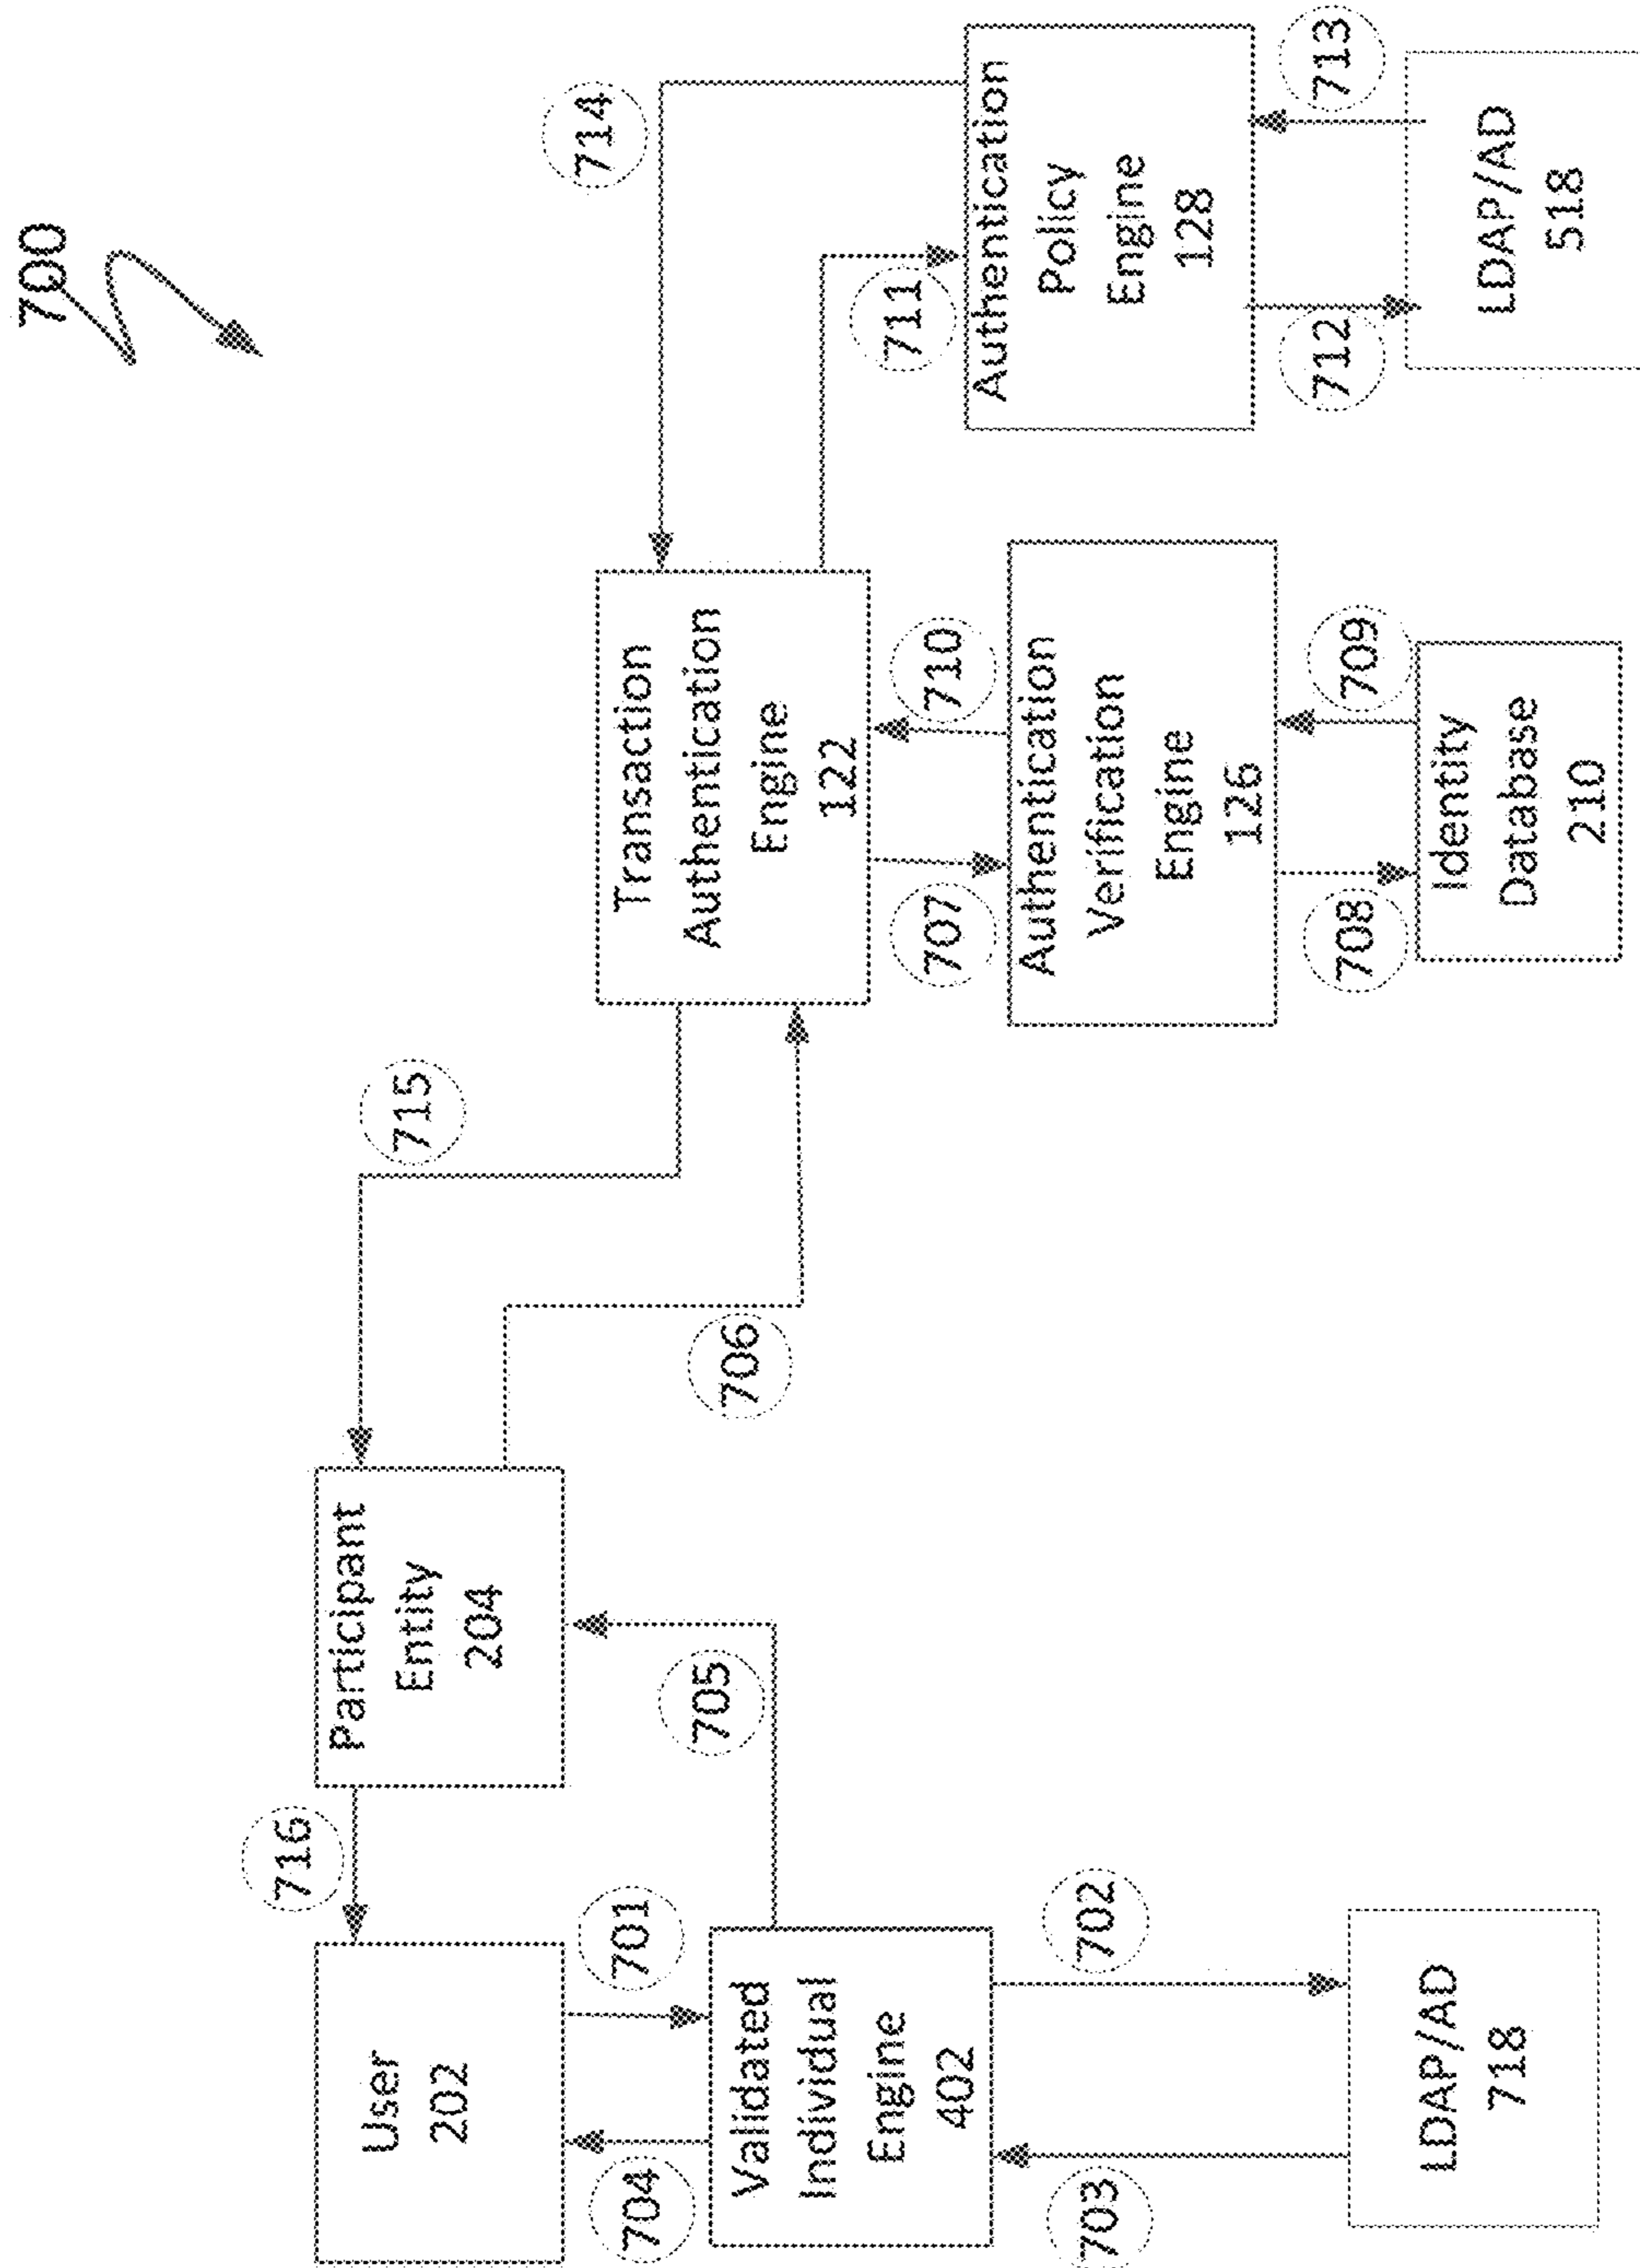 700
User
202
716
Participant
Entity
204
715
714
701
704
Validated
Individual
Engine
402
705
706
Transaction
Authentication
Engine
122
711
702
703
707
710
Authentication
Verification
Engine
126
Authentication
Policy
Engine
128
708
709
712
713
LDAP/AD
718
Identity
Database
210
LDAP/AD
518